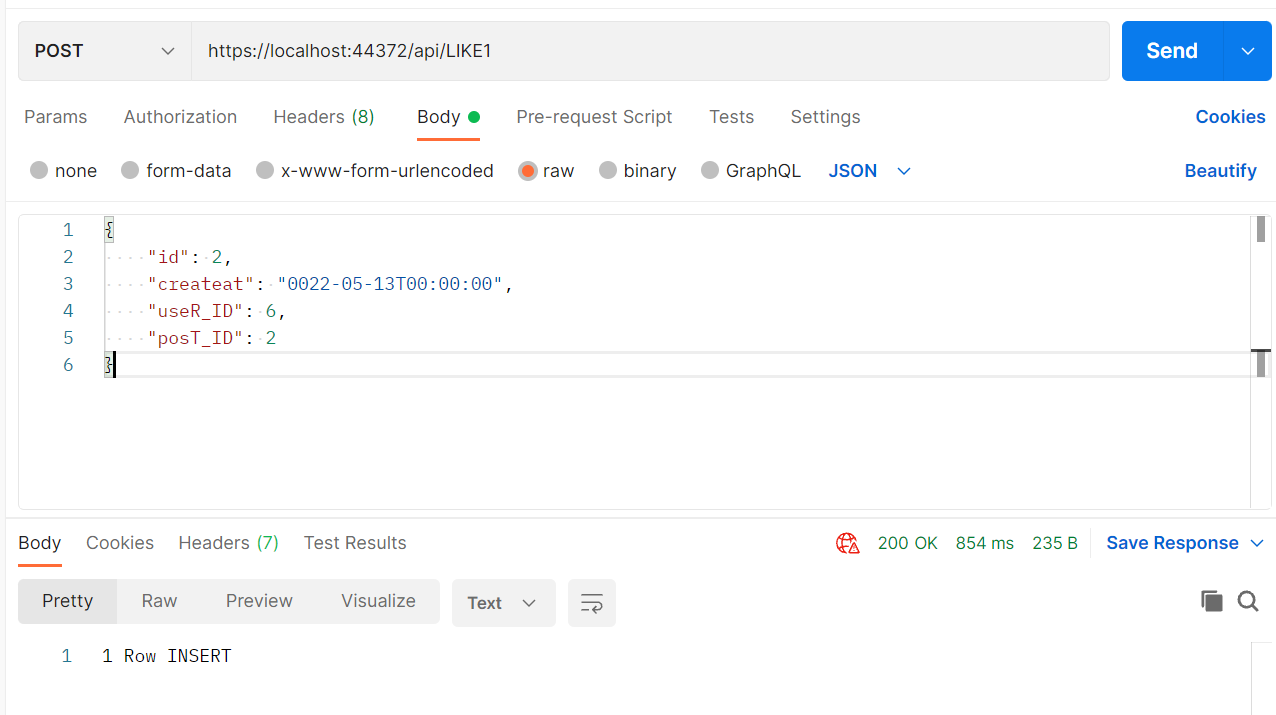 POST https://localhost:44372/api/LIKE1 Send
Params Authorization Headers (8) Body Pre-request Script Tests Settings Cookies
none form-data x-www-form-urlencoded raw binary GraphQL JSON Beautify
1 {
2 "id": 2,
3 "createat": "0022-05-13T00:00:00",
4 "useR_ID": 6,
5 "posT_ID": 2
6 }
Body Cookies Headers (7) Test Results 200 OK 854 ms 235 B Save Response
Pretty Raw Preview Visualize Text
1 1 Row INSERT